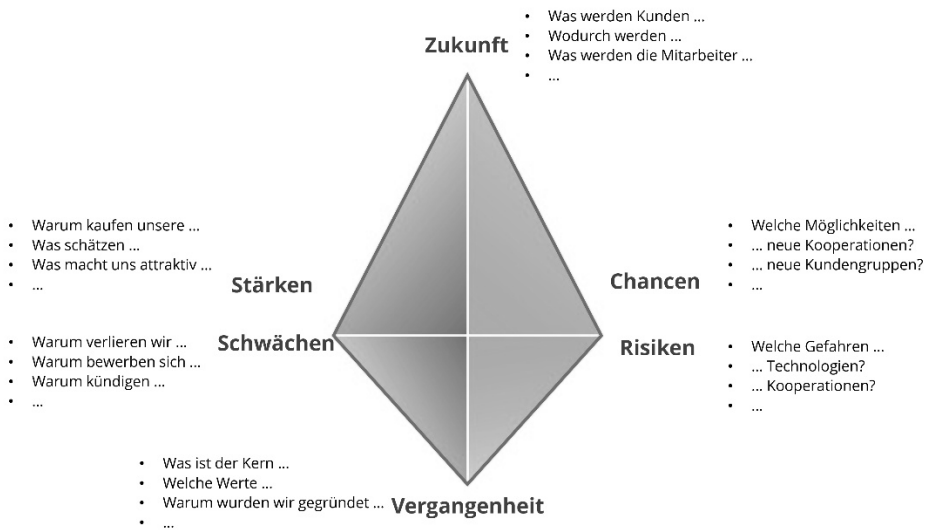 Zukunft
• Was werden Kunden ...
• Wodurch werden ...
• Was werden die Mitarbeiter ...
• ...
• Warum kaufen unsere ...
• Was schätzen ...
• Was macht uns attraktiv ...
• ...
Stärken
• Welche Möglichkeiten ...
• ... neue Kooperationen?
• ... neue Kundengruppen?
• ...
Chancen
Schwächen
• Warum verlieren wir ...
• Warum bewerben sich ...
• Warum kündigen ...
• ...
Risiken
• Welche Gefahren ...
• ... Technologien?
• ... Kooperationen?
• ...
• Was ist der Kern ...
• Welche Werte ...
• Warum wurden wir gegründet ...
• ...
Vergangenheit